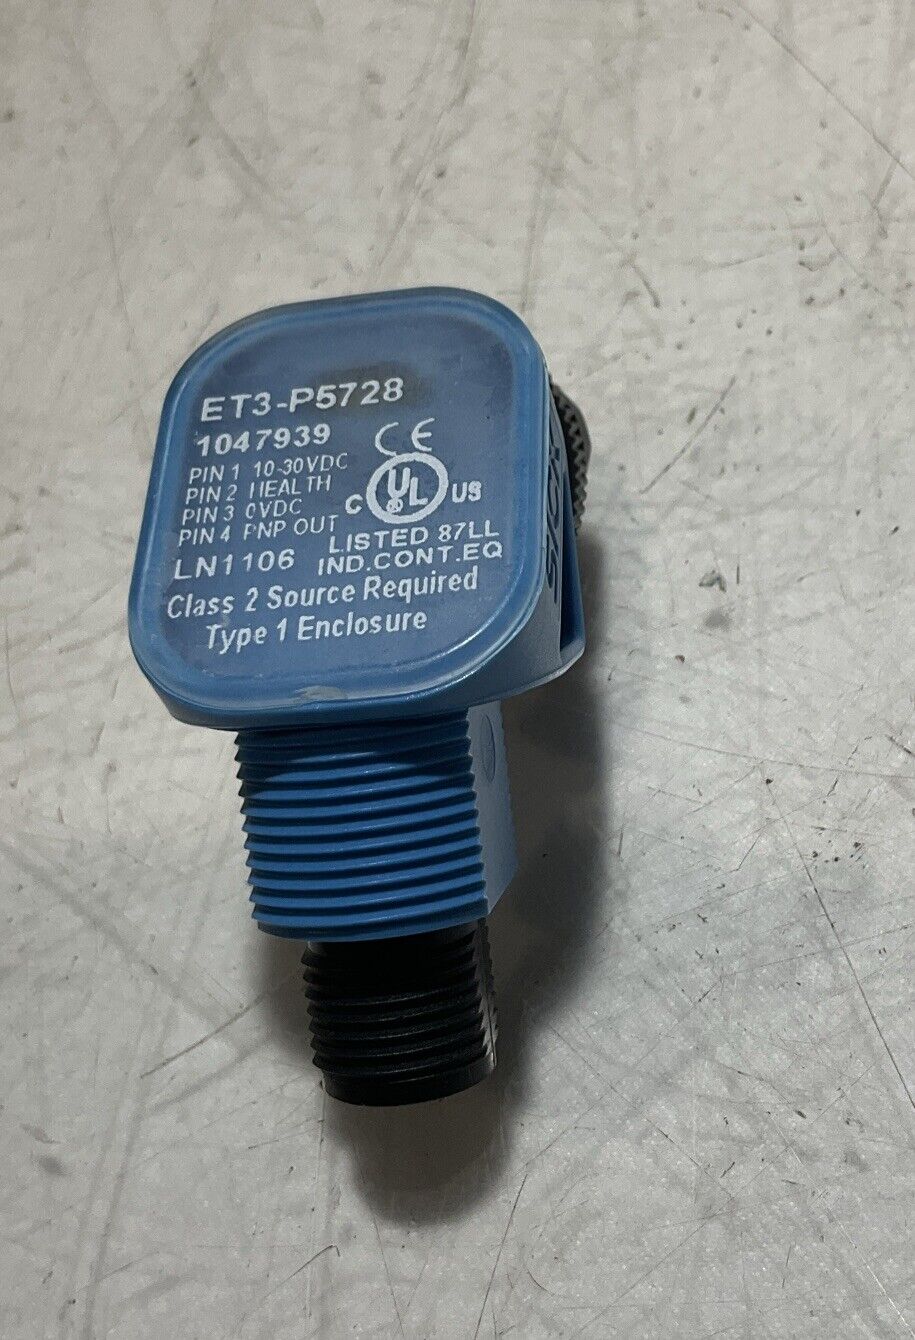 ET3-P5728
1047939
CE
PIN 1 10-30VDC
PIN 2 HEALTH
PIN 3 0VDC
PIN 4 PNP OUT
C UL US
LISTED 87LL
LN1106 IND.CONT.EQ
Class 2 Source Required
Type 1 Enclosure
SICK